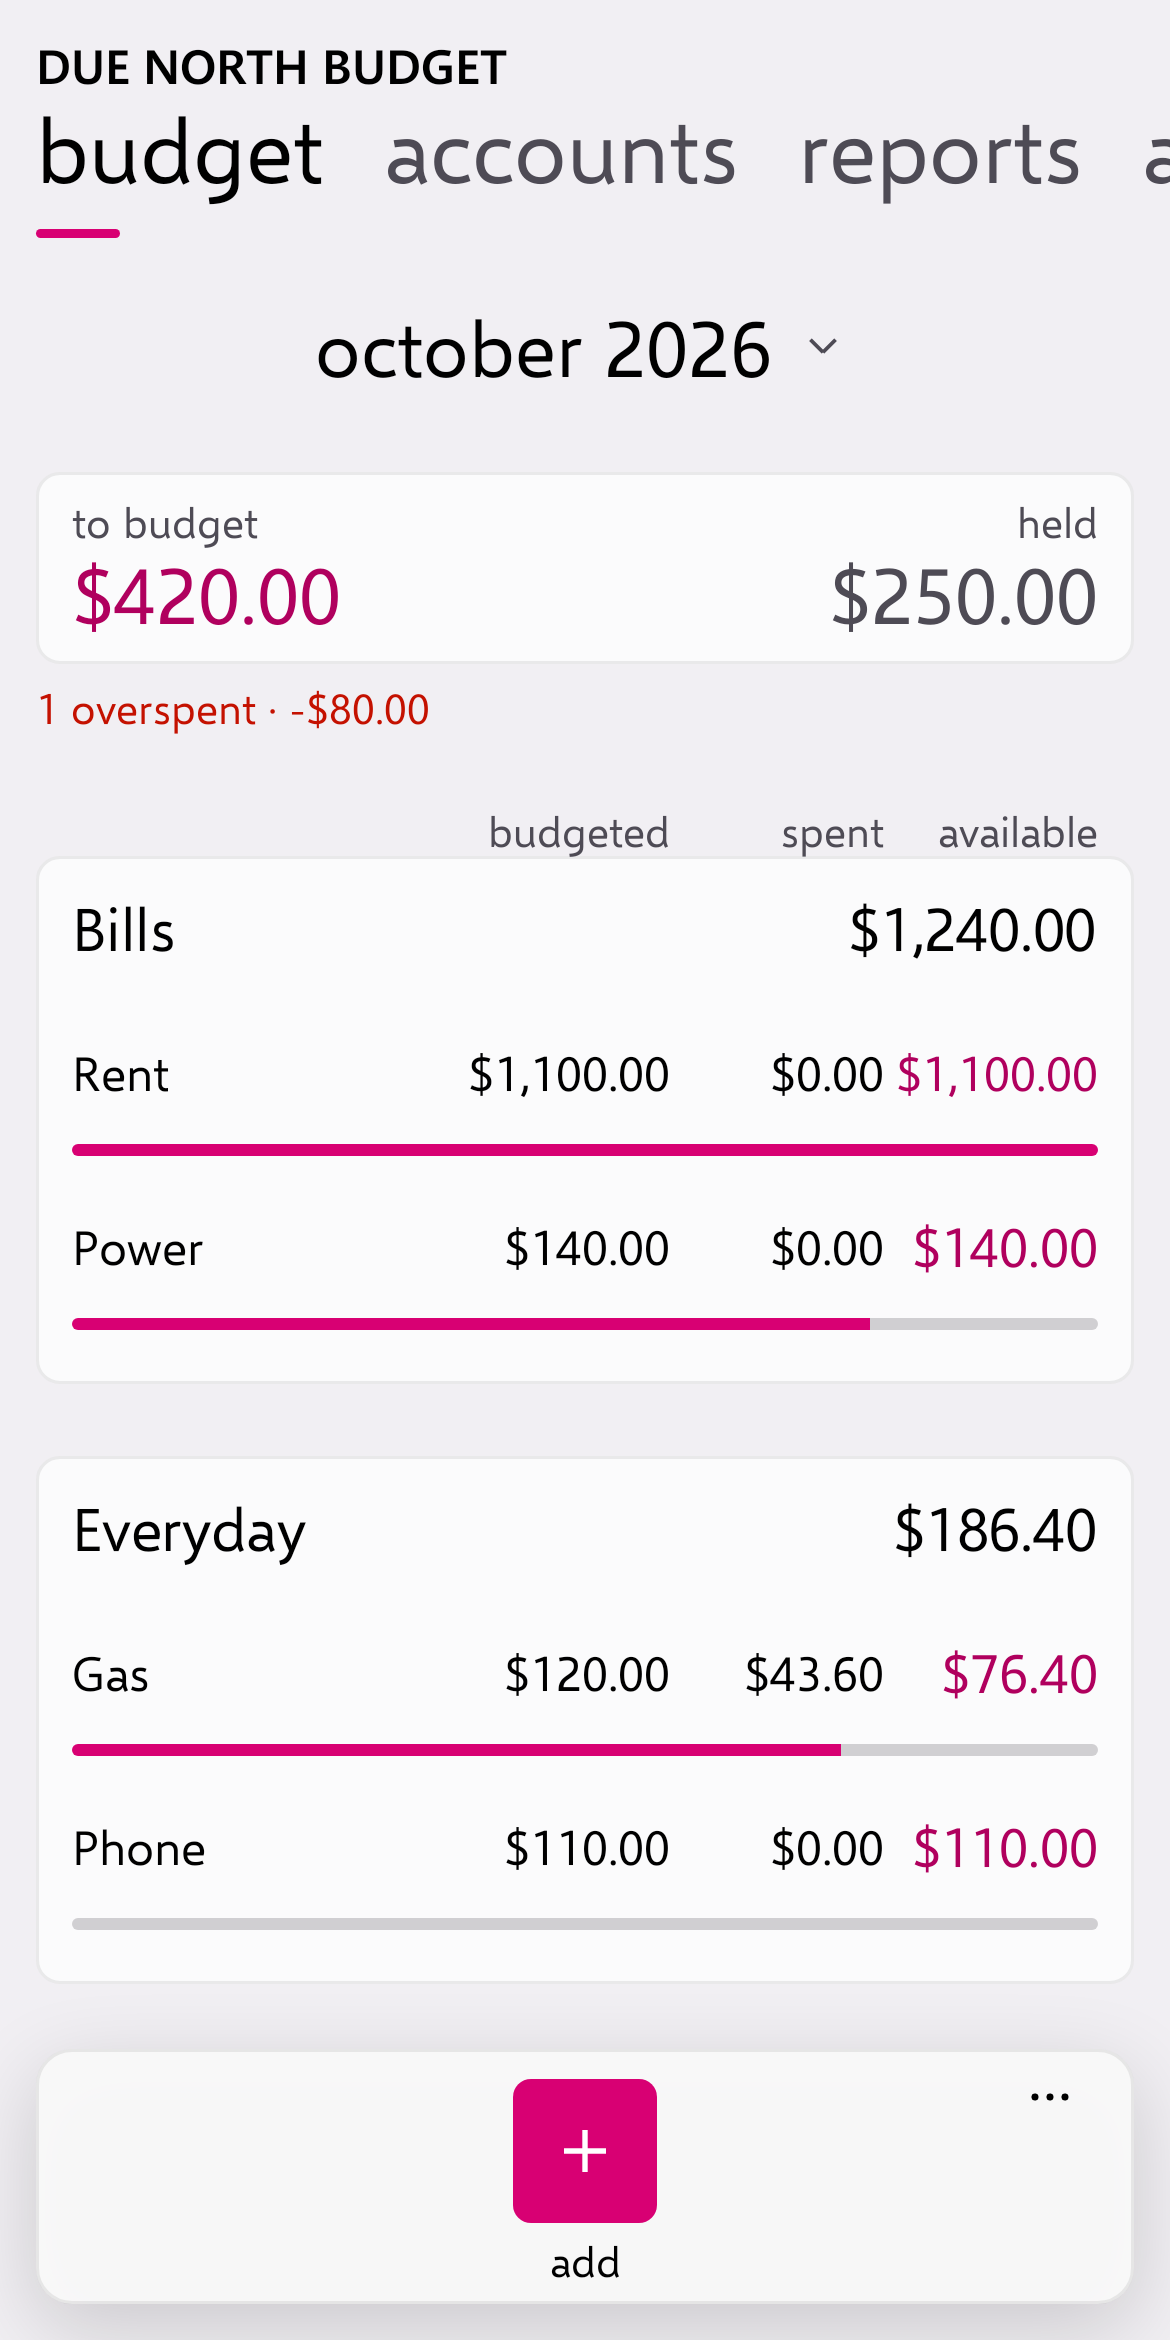 DUE NORTH BUDGET
budget accounts reports a
october 2026
to budget held
$420.00 $250.00
1 overspent · -$80.00
budgeted spent available
Bills $1,240.00
Rent $1,100.00 $0.00 $1,100.00
Power $140.00 $0.00 $140.00
Everyday $186.40
Gas $120.00 $43.60 $76.40
Phone $110.00 $0.00 $110.00
...
+
add